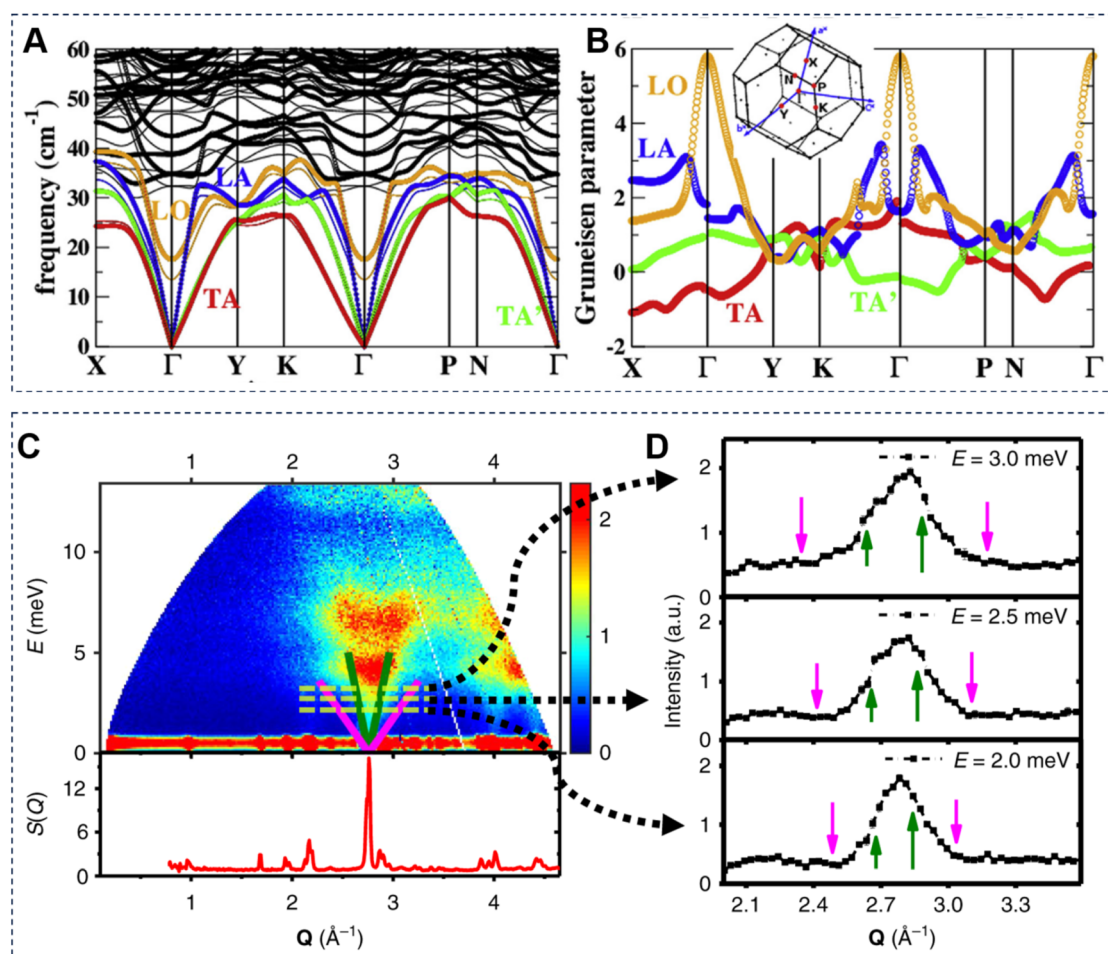 A
60
50
40
30
20
10
0
frequency (cm⁻¹)
LO
LA
TA
TA'
X Γ Y K Γ P N Γ
B
6
4
2
0
-2
Gruneisen parameter
LO
LA
TA
TA'
a*
X
N
P
K
Y
b*
c*
X Γ Y K Γ P N Γ
C
1 2 3 4
10
5
0
E (meV)
2
1
0
12
6
0
S(Q)
1 2 3 4
Q (Å⁻¹)
D
E = 3.0 meV
2
1
0
E = 2.5 meV
2
1
0
E = 2.0 meV
2
1
0
Intensity (a.u.)
2.1 2.4 2.7 3.0 3.3
Q (Å⁻¹)